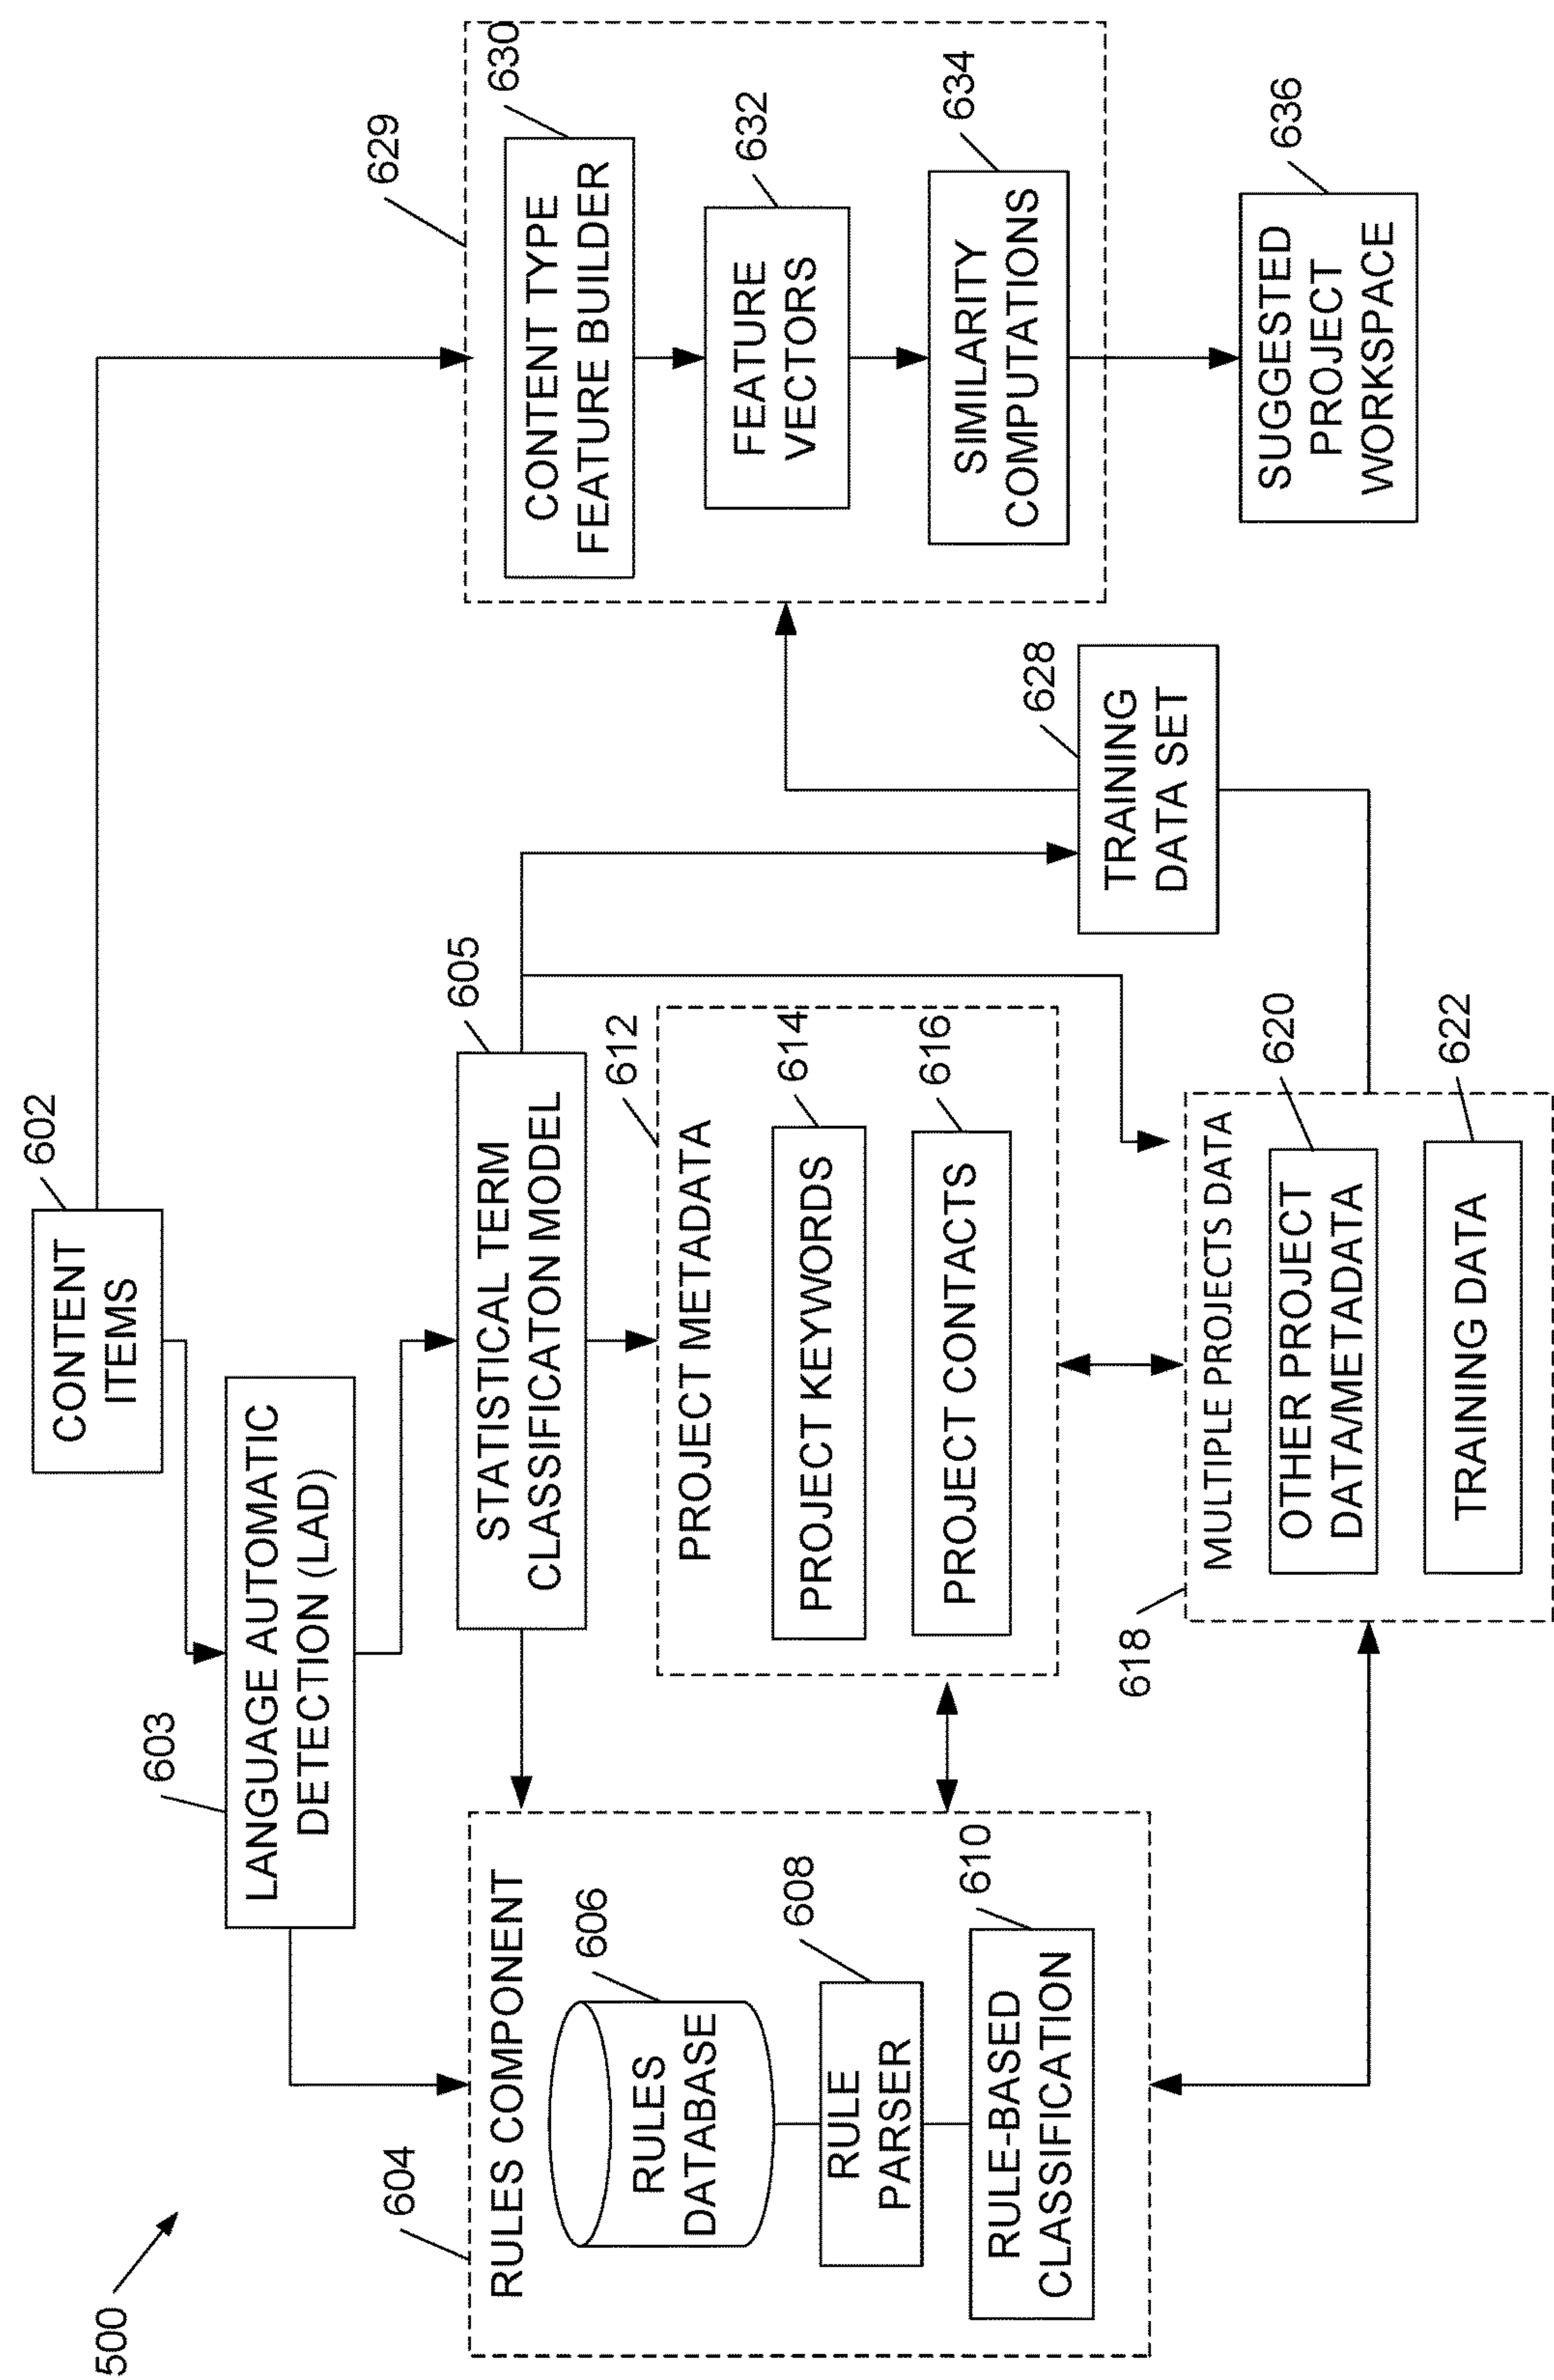 500
602
CONTENT
ITEMS
603
LANGUAGE AUTOMATIC
DETECTION (LAD)
604
RULES COMPONENT
606
RULES
DATABASE
608
RULE
PARSER
610
RULE-BASED
CLASSIFICATION
605
STATISTICAL TERM
CLASSIFICATON MODEL
612
PROJECT METADATA
614
PROJECT KEYWORDS
616
PROJECT CONTACTS
618
MULTIPLE PROJECTS DATA
620
OTHER PROJECT
DATA/METADATA
622
TRAINING DATA
628
TRAINING
DATA SET
629
630
CONTENT TYPE
FEATURE BUILDER
632
FEATURE
VECTORS
634
SIMILARITY
COMPUTATIONS
636
SUGGESTED
PROJECT
WORKSPACE